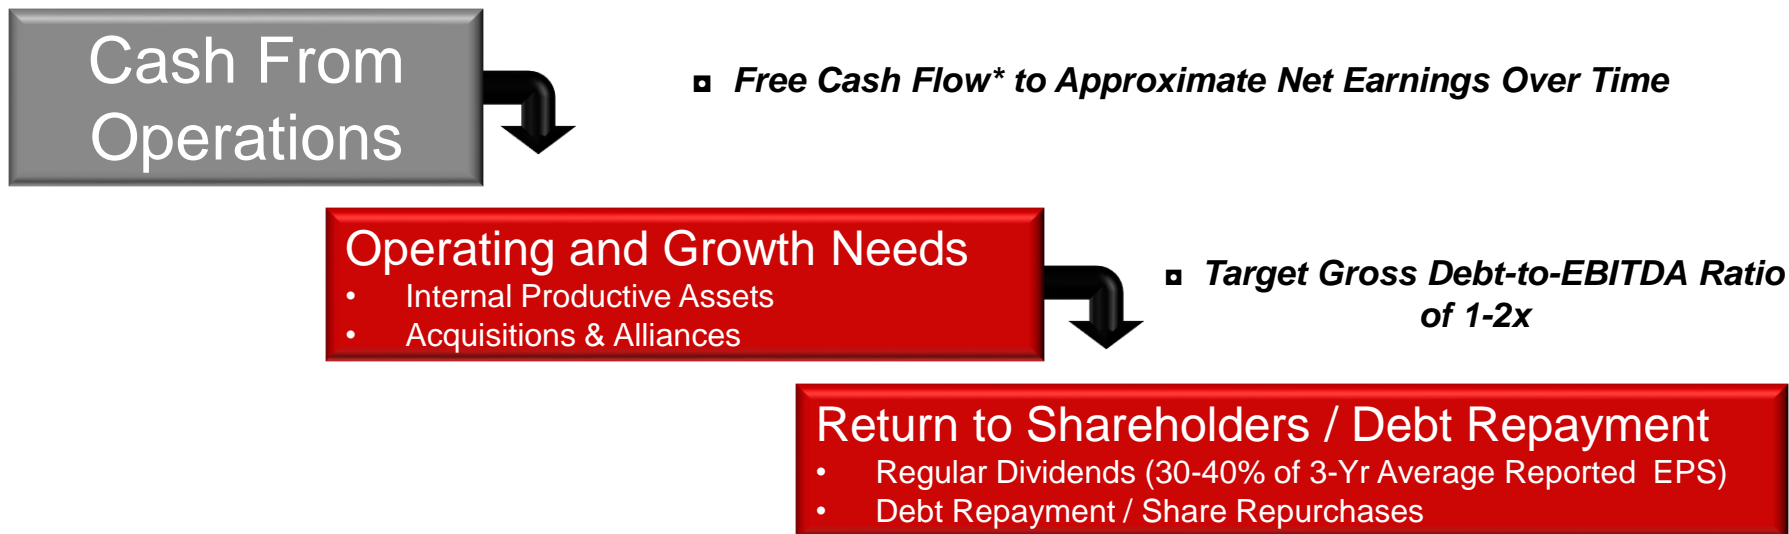 Cash From
Operations
◘ Free Cash Flow* to Approximate Net Earnings Over Time
Operating and Growth Needs
• Internal Productive Assets
• Acquisitions & Alliances
◘ Target Gross Debt-to-EBITDA Ratio
of 1-2x
Return to Shareholders / Debt Repayment
• Regular Dividends (30-40% of 3-Yr Average Reported EPS)
• Debt Repayment / Share Repurchases